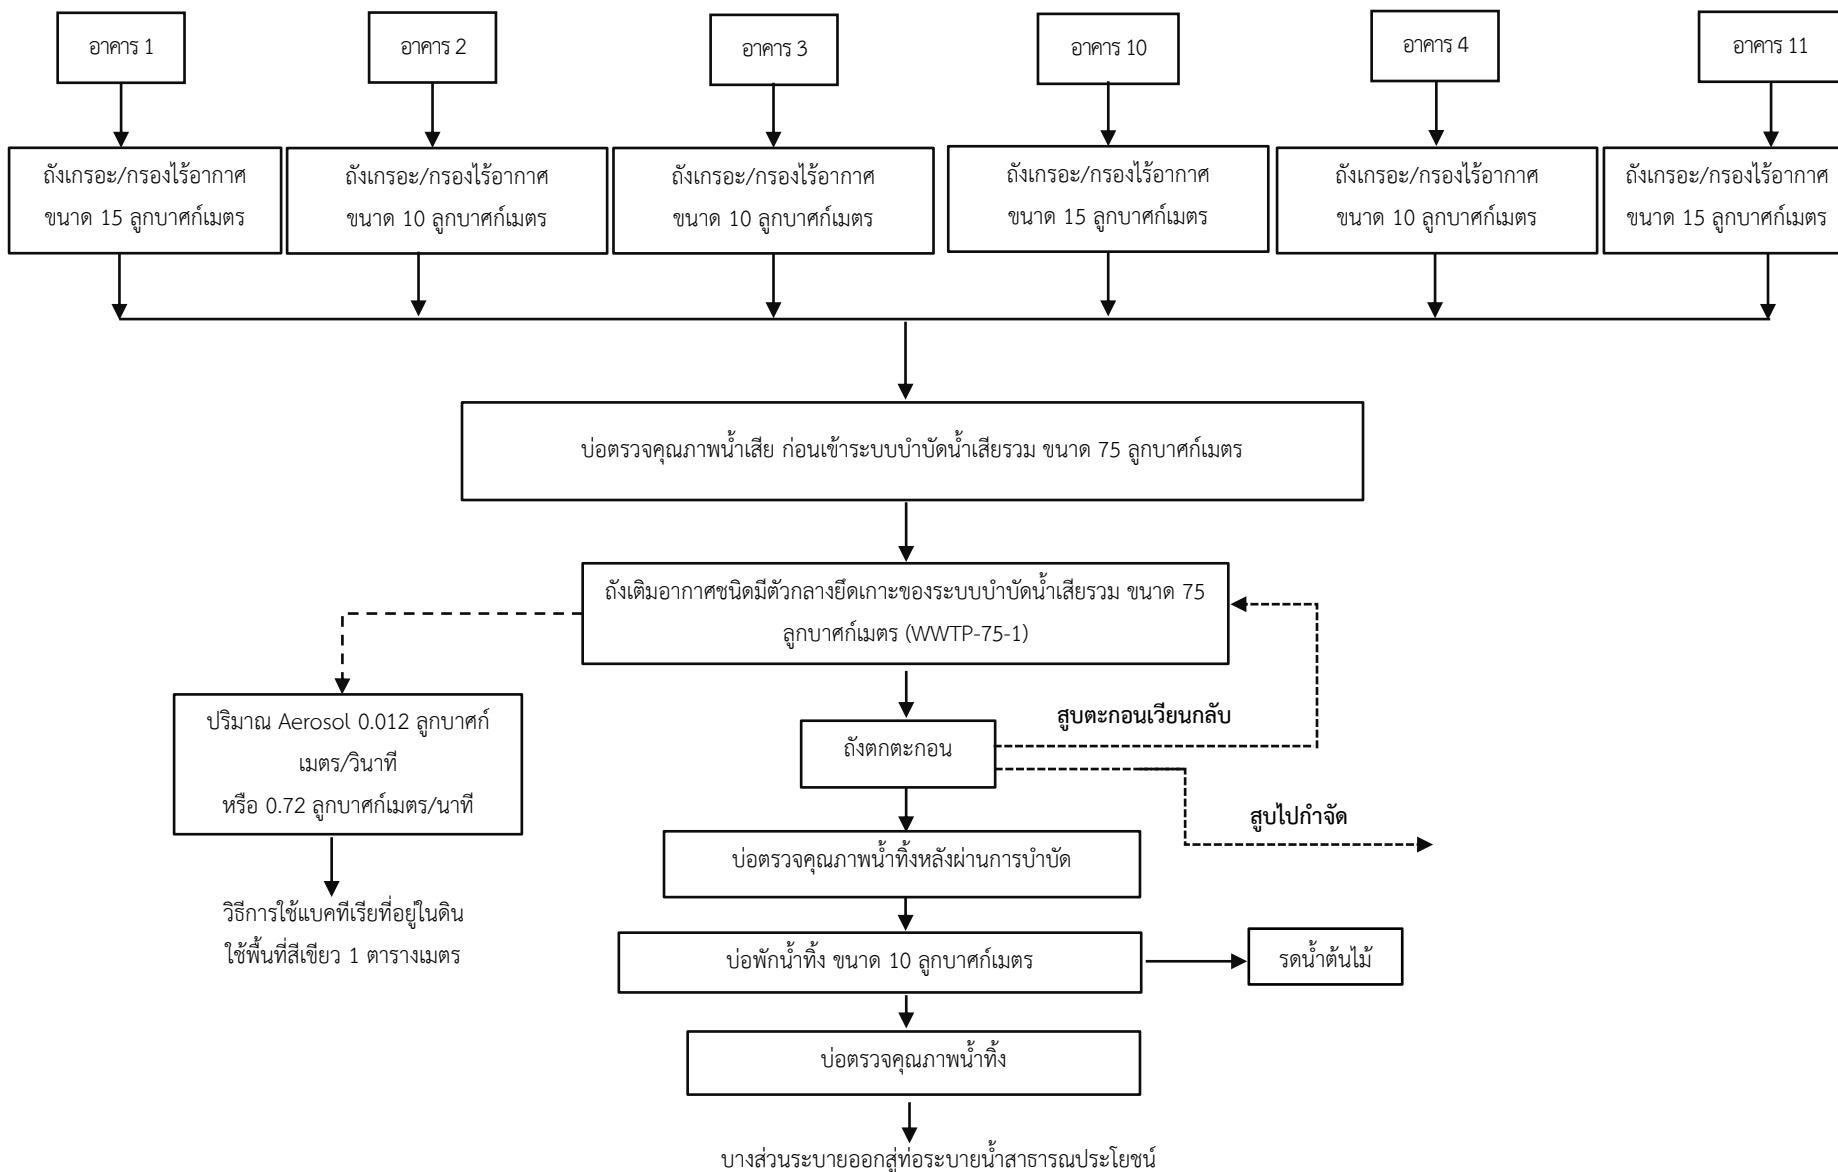 อาคาร 1
อาคาร 2
อาคาร 3
อาคาร 10
อาคาร 4
อาคาร 11
ถังเกรอะ/กรองไร้อากาศ
ขนาด 15 ลูกบาศก์เมตร
ถังเกรอะ/กรองไร้อากาศ
ขนาด 10 ลูกบาศก์เมตร
ถังเกรอะ/กรองไร้อากาศ
ขนาด 10 ลูกบาศก์เมตร
ถังเกรอะ/กรองไร้อากาศ
ขนาด 15 ลูกบาศก์เมตร
ถังเกรอะ/กรองไร้อากาศ
ขนาด 10 ลูกบาศก์เมตร
ถังเกรอะ/กรองไร้อากาศ
ขนาด 15 ลูกบาศก์เมตร
บ่อตรวจคุณภาพน้ำเสีย ก่อนเข้าระบบบำบัดน้ำเสียรวม ขนาด 75 ลูกบาศก์เมตร
ถังเติมอากาศชนิดมีตัวกลางยึดเกาะของระบบบำบัดน้ำเสียรวม ขนาด 75
ลูกบาศก์เมตร (WWTP-75-1)
ปริมาณ Aerosol 0.012 ลูกบาศก์
เมตร/วินาที
หรือ 0.72 ลูกบาศก์เมตร/นาที
สูบตะกอนเวียนกลับ
ถังตกตะกอน
สูบไปกำจัด
บ่อตรวจคุณภาพน้ำทิ้งหลังผ่านการบำบัด
วิธีการใช้แบคทีเรียที่อยู่ในดิน
ใช้พื้นที่สีเขียว 1 ตารางเมตร
บ่อพักน้ำทิ้ง ขนาด 10 ลูกบาศก์เมตร
รดน้ำต้นไม้
บ่อตรวจคุณภาพน้ำทิ้ง
บางส่วนระบายออกสู่ท่อระบายน้ำสาธารณประโยชน์